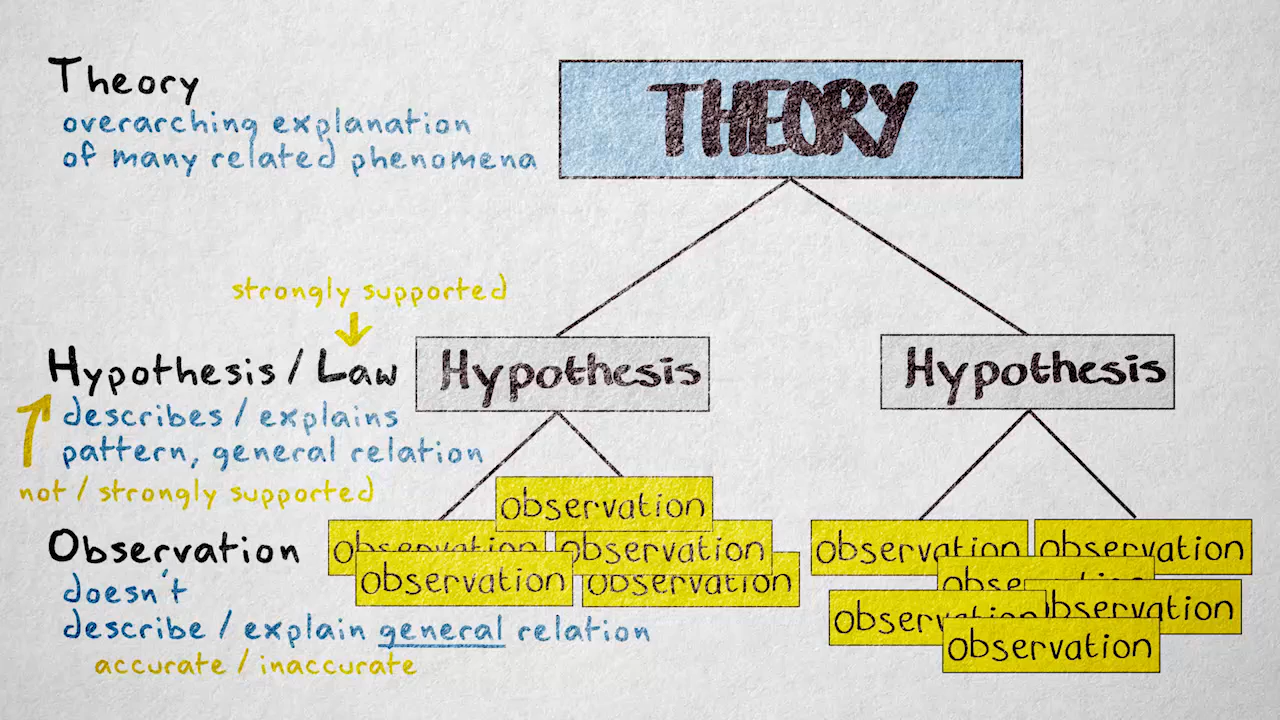 Theory
overarching explanation
of many related phenomena
THEORY
strongly supported
Hypothesis / Law
describes / explains
pattern, general relation
not / strongly supported
Hypothesis
Hypothesis
Observation
doesn't
describe / explain general relation
accurate / inaccurate
observation
observation
observation
observation
observation
observation
observation
observation
observation
observation